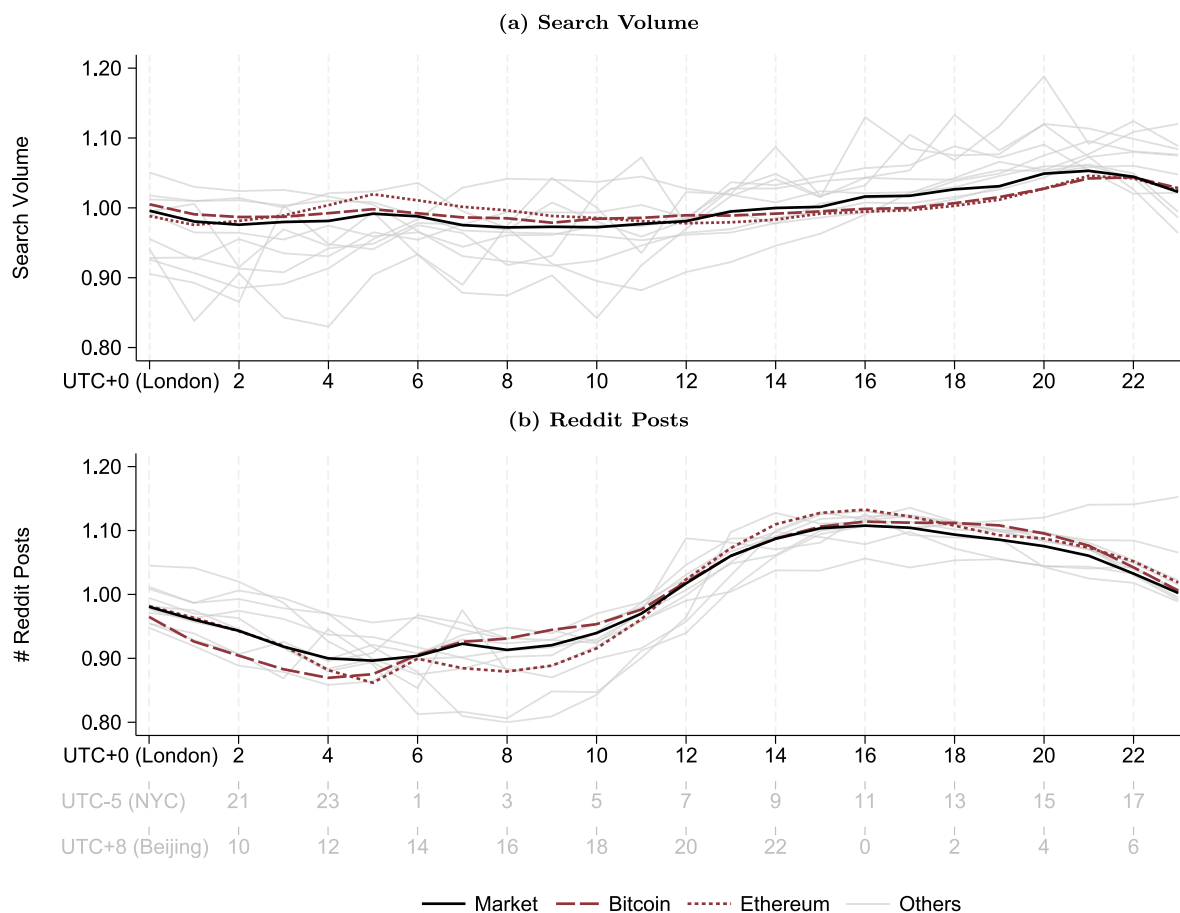 (a) Search Volume
1.20
1.10
1.00
0.90
0.80
Search Volume
UTC+0 (London) 2 4 6 8 10 12 14 16 18 20 22
(b) Reddit Posts
1.20
1.10
1.00
0.90
0.80
# Reddit Posts
UTC+0 (London) 2 4 6 8 10 12 14 16 18 20 22
UTC-5 (NYC) 21 23 1 3 5 7 9 11 13 15 17
UTC+8 (Beijing) 10 12 14 16 18 20 22 0 2 4 6
Market Bitcoin Ethereum Others